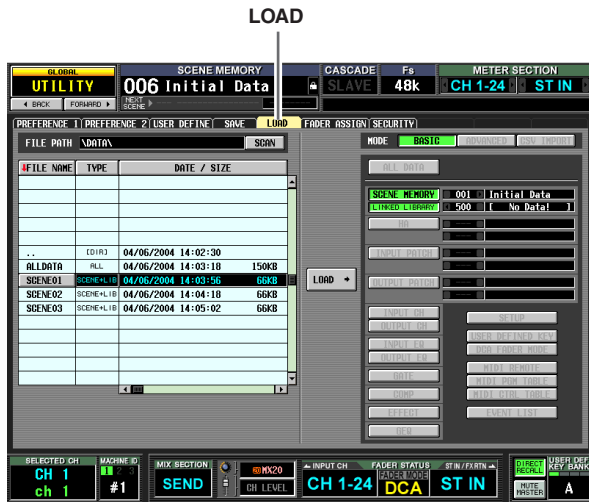 LOAD
GLOBAL
UTILITY
BACK FORWARD
SCENE MEMORY
006 Initial Data
NEXT SCENE
CASCADE
SLAVE
Fs
48k
METER SECTION
CH 1-24 ST IN
PREFERENCE 1 PREFERENCE 2 USER DEFINE SAVE LOAD FADER ASSIGN SECURITY
FILE PATH \DATA\ SCAN
MODE BASIC ADVANCED CSV IMPORT
FILE NAME TYPE DATE / SIZE
.. [DIR] 04/06/2004 14:02:30
ALLDATA ALL 04/06/2004 14:03:18 150KB
SCENE01 SCENE+LIB 04/06/2004 14:03:56 66KB
SCENE02 SCENE+LIB 04/06/2004 14:04:18 66KB
SCENE03 SCENE+LIB 04/06/2004 14:05:02 66KB
LOAD
ALL DATA
SCENE MEMORY 001 Initial Data
LINKED LIBRARY 500 [ No Data! ]
HA
INPUT PATCH
OUTPUT PATCH
INPUT CH
OUTPUT CH
INPUT EQ
OUTPUT EQ
GATE
COMP
EFFECT
GEQ
SETUP
USER DEFINED KEY
DCA FADER MODE
MIDI REMOTE
MIDI PGM TABLE
MIDI CTRL TABLE
EVENT LIST
SELECTED CH
CH 1
ch 1
MACHINE ID
1 2 3
#1
MIX SECTION
SEND
MIX20
CH LEVEL
INPUT CH
CH 1-24
FADER STATUS
FADER MODE
DCA
ST IN/FXRTN
ST IN
DIRECT RECALL
MUTE MASTER
USER DEF
KEY BANK
A